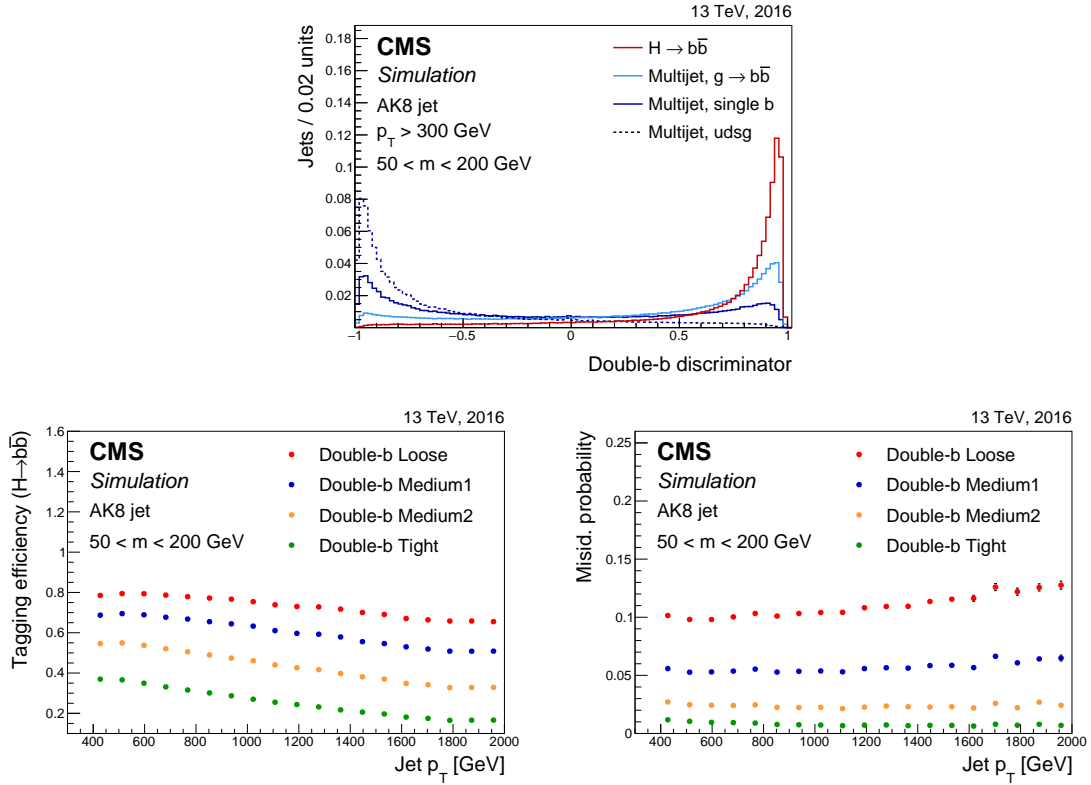 13 TeV, 2016
Jets / 0.02 units
0.18
0.16
0.14
0.12
0.1
0.08
0.06
0.04
0.02
CMS
Simulation
AK8 jet
p_T > 300 GeV
50 < m < 200 GeV
H → bb̅
Multijet, g → bb̅
Multijet, single b
Multijet, udsg
−1 −0.5 0 0.5 1
Double-b discriminator
13 TeV, 2016
Tagging efficiency (H→bb̅)
1.6
1.4
1.2
1
0.8
0.6
0.4
0.2
CMS
Simulation
AK8 jet
50 < m < 200 GeV
Double-b Loose
Double-b Medium1
Double-b Medium2
Double-b Tight
400 600 800 1000 1200 1400 1600 1800 2000
Jet p_T [GeV]
13 TeV, 2016
Misid. probability
0.25
0.2
0.15
0.1
0.05
0
CMS
Simulation
AK8 jet
50 < m < 200 GeV
Double-b Loose
Double-b Medium1
Double-b Medium2
Double-b Tight
400 600 800 1000 1200 1400 1600 1800 2000
Jet p_T [GeV]